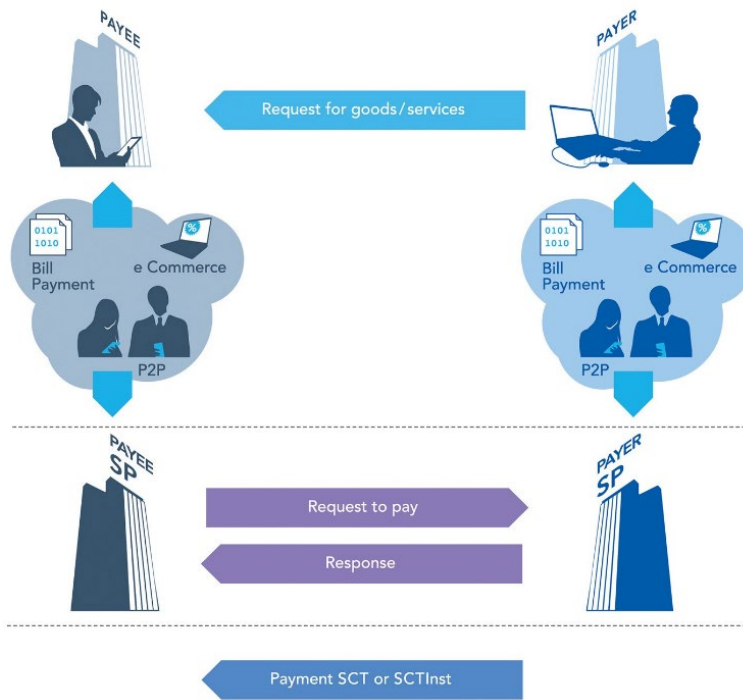 PAYEE
PAYER
Request for goods/services
0101
1010
%
Bill
Payment
e Commerce
P2P
0101
1010
%
Bill
Payment
e Commerce
P2P
PAYEE
SP
PAYER
SP
Request to pay
Response
Payment SCT or SCTInst